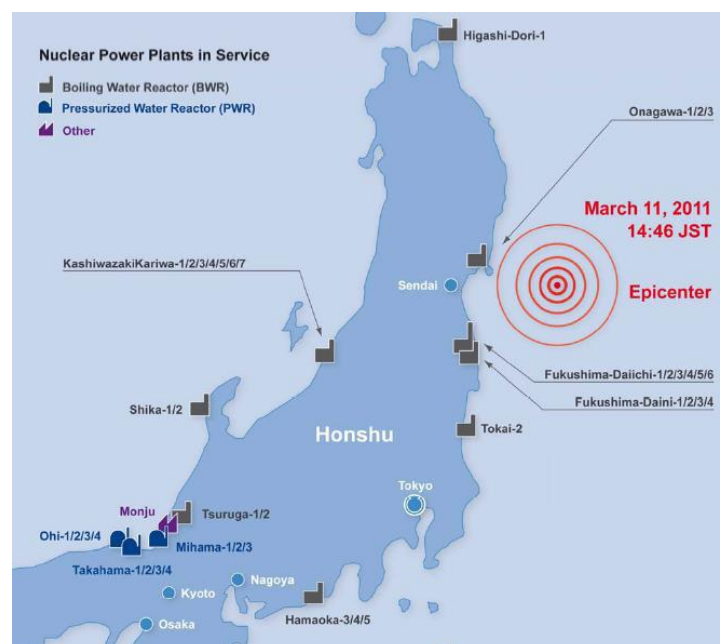 Nuclear Power Plants in Service
Boiling Water Reactor (BWR)
Pressurized Water Reactor (PWR)
Other
Higashi-Dori-1
Onagawa-1/2/3
March 11, 2011
14:46 JST
KashiwazakiKariwa-1/2/3/4/5/6/7
Sendai
Epicenter
Fukushima-Daiichi-1/2/3/4/5/6
Fukushima-Daini-1/2/3/4
Shika-1/2
Honshu
Tokai-2
Tokyo
Monju
Tsuruga-1/2
Ohi-1/2/3/4
Mihama-1/2/3
Takahama-1/2/3/4
Nagoya
Kyoto
Hamaoka-3/4/5
Osaka